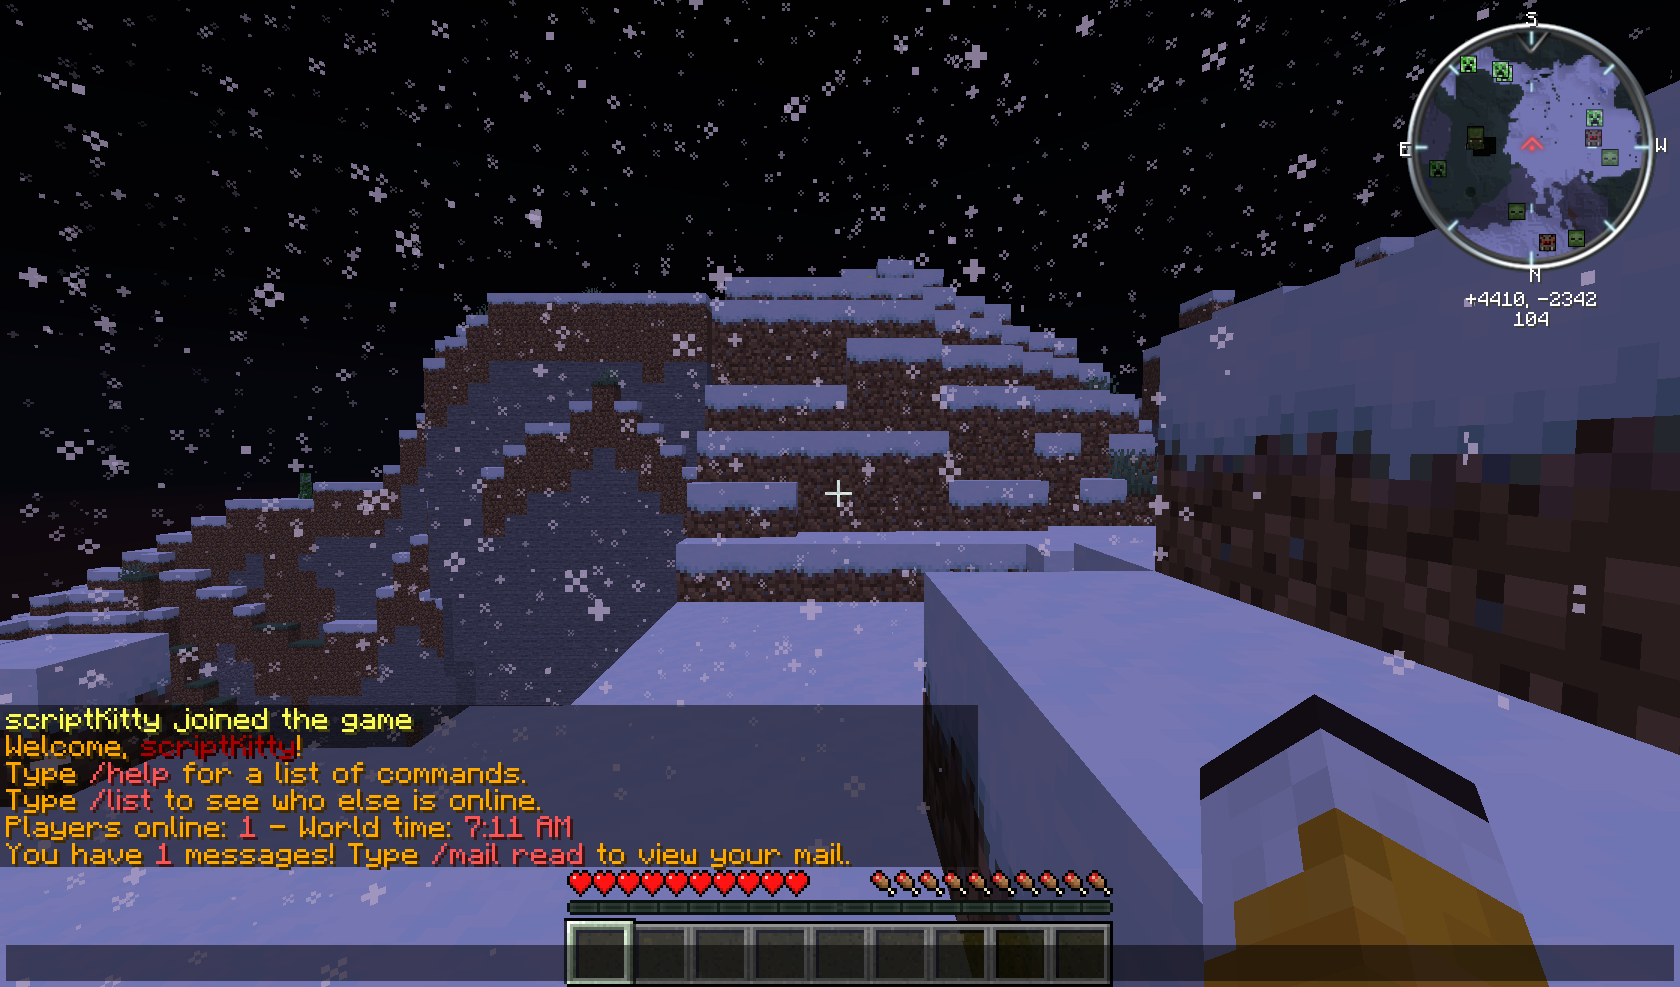 S
E
W
N
+4410, -2342
104
scriptKitty joined the game
Welcome, scriptKitty!
Type /help for a list of commands.
Type /list to see who else is online.
Players online: 1 - World time: 7:11 AM
You have 1 messages! Type /mail read to view your mail.